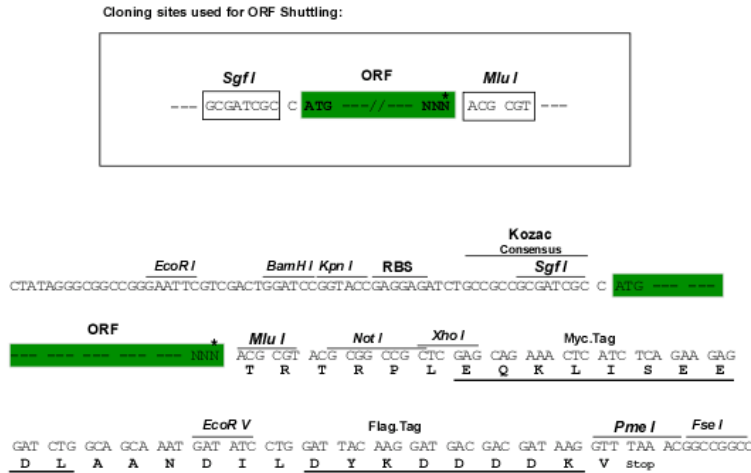 Cloning sites used for ORF Shuttling:
Sgf I ORF Mlu I
--- GCGATCGC C ATG ---//--- NNN* ACG CGT ---
Kozac
Consensus
EcoR I BamH I Kpn I RBS Sgf I
CTATAGGGCGGCCGGGAATTCGTCGACTGGATCCGGTACCGAGGAGATCTGCCGCCGCGATCGC C ATG --- ---
ORF Mlu I Not I Xho I Myc.Tag
--- --- --- --- --- NNN* ACG CGT ACG CGG CCG CTC GAG CAG AAA CTC ATC TCA GAA GAG
T R T R P L E Q K L I S E E
EcoR V Flag.Tag Pme I Fse I
GAT CTG GCA GCA AAT GAT ATC CTG GAT TAC AAG GAT GAC GAC GAT AAG GTT TAA ACGGCCGGCC
D L A A N D I L D Y K D D D D K V Stop